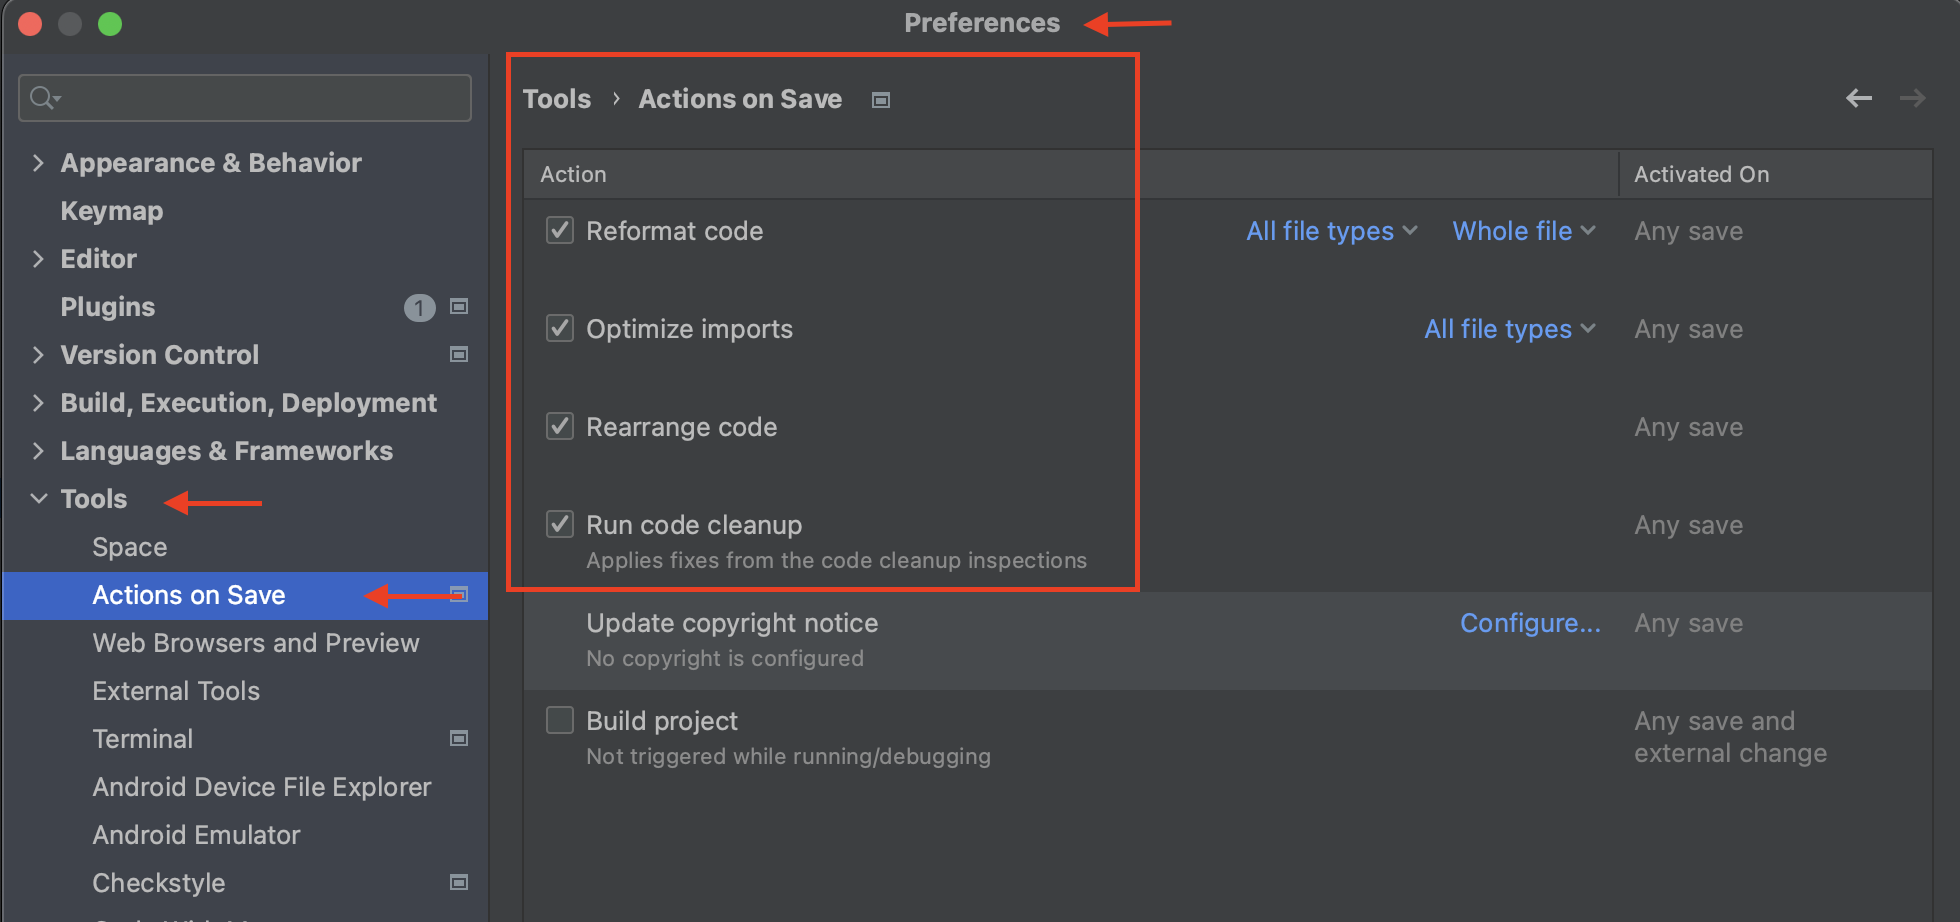 Preferences
Appearance & Behavior
Keymap
Editor
Plugins 1
Version Control
Build, Execution, Deployment
Languages & Frameworks
Tools
Space
Actions on Save
Web Browsers and Preview
External Tools
Terminal
Android Device File Explorer
Android Emulator
Checkstyle
Tools › Actions on Save
Action Activated On
Reformat code All file types Whole file Any save
Optimize imports All file types Any save
Rearrange code Any save
Run code cleanup Any save
Applies fixes from the code cleanup inspections
Update copyright notice Configure... Any save
No copyright is configured
Build project Any save and
external change
Not triggered while running/debugging